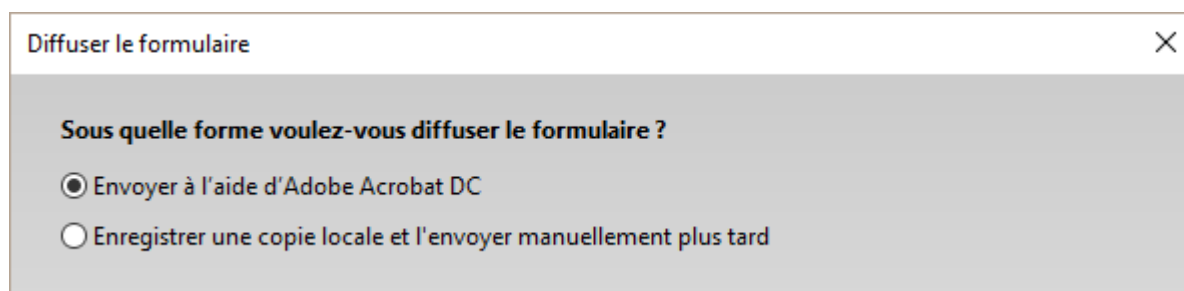 Diffuser le formulaire
Sous quelle forme voulez-vous diffuser le formulaire ?
Envoyer à l’aide d’Adobe Acrobat DC
Enregistrer une copie locale et l'envoyer manuellement plus tard